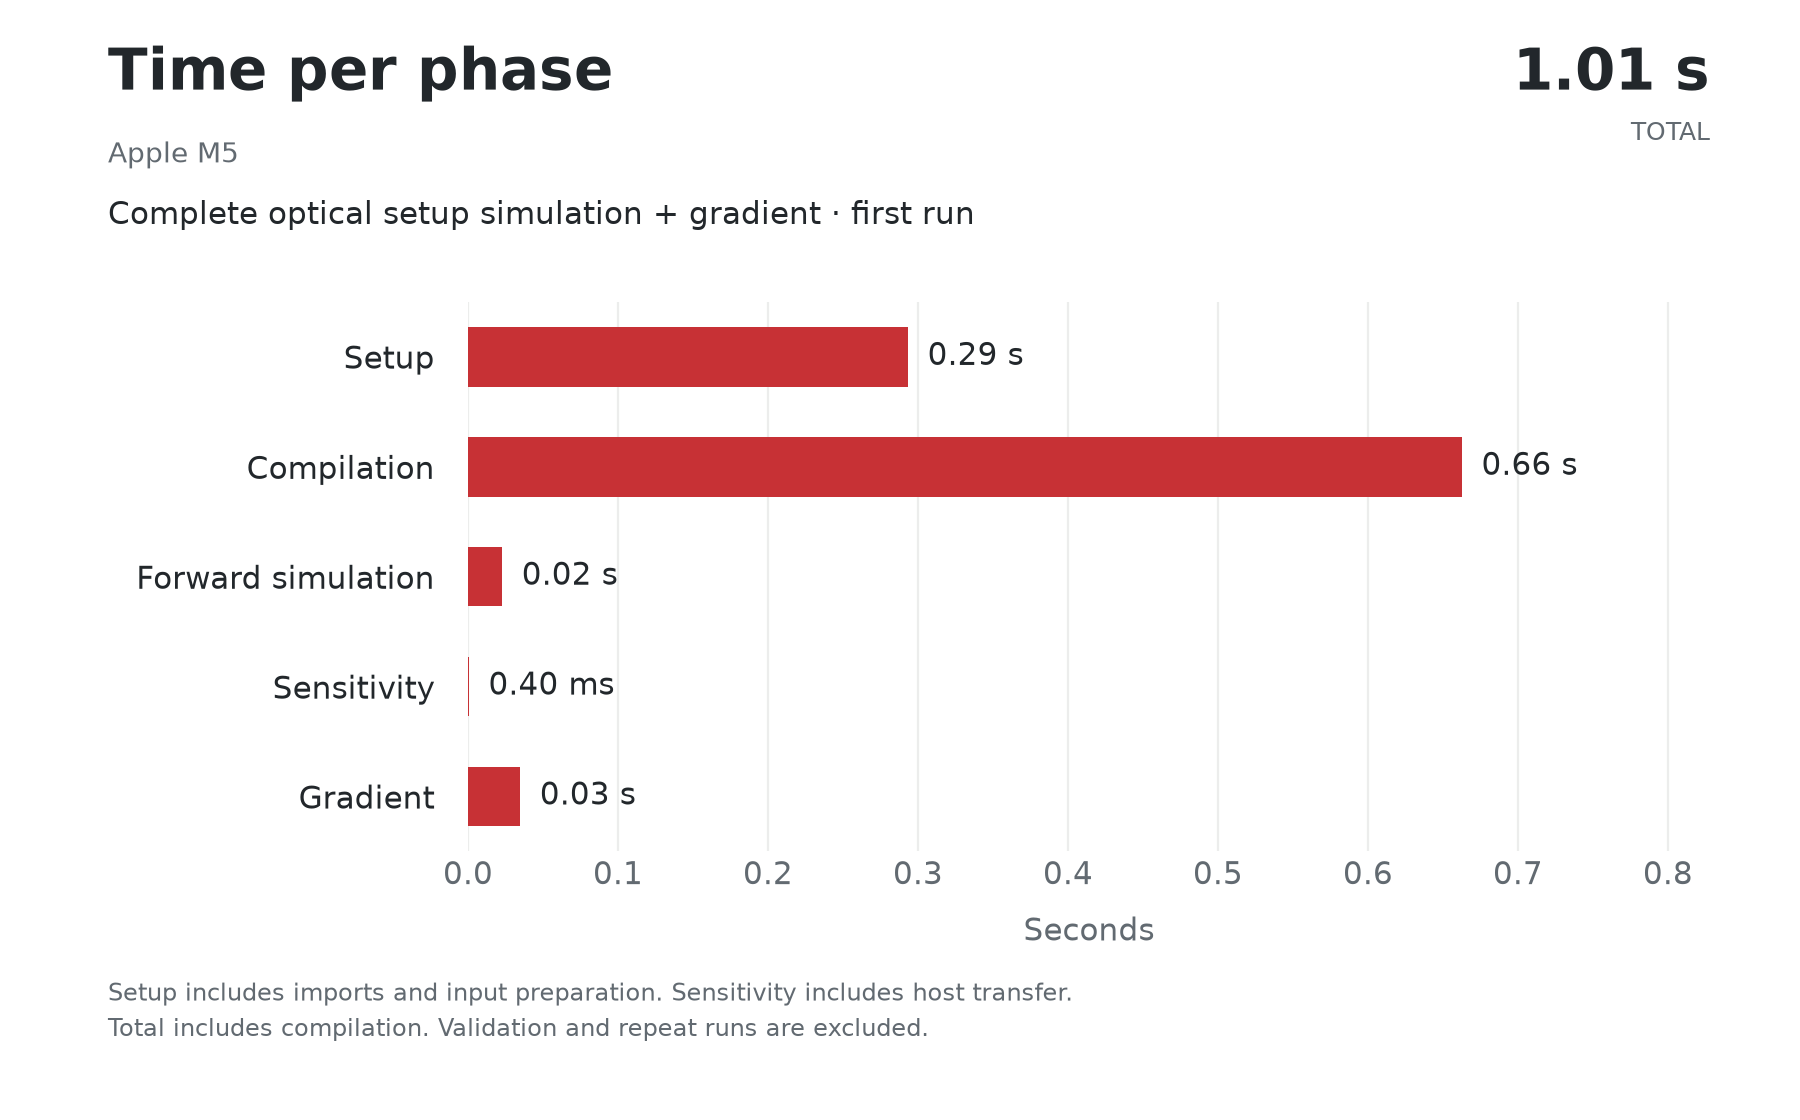 Time per phase
1.01 s
TOTAL
Apple M5
Complete optical setup simulation + gradient · first run
Setup
0.29 s
Compilation
0.66 s
Forward simulation
0.02 s
Sensitivity
0.40 ms
Gradient
0.03 s
0.0 0.1 0.2 0.3 0.4 0.5 0.6 0.7 0.8
Seconds
Setup includes imports and input preparation. Sensitivity includes host transfer.
Total includes compilation. Validation and repeat runs are excluded.